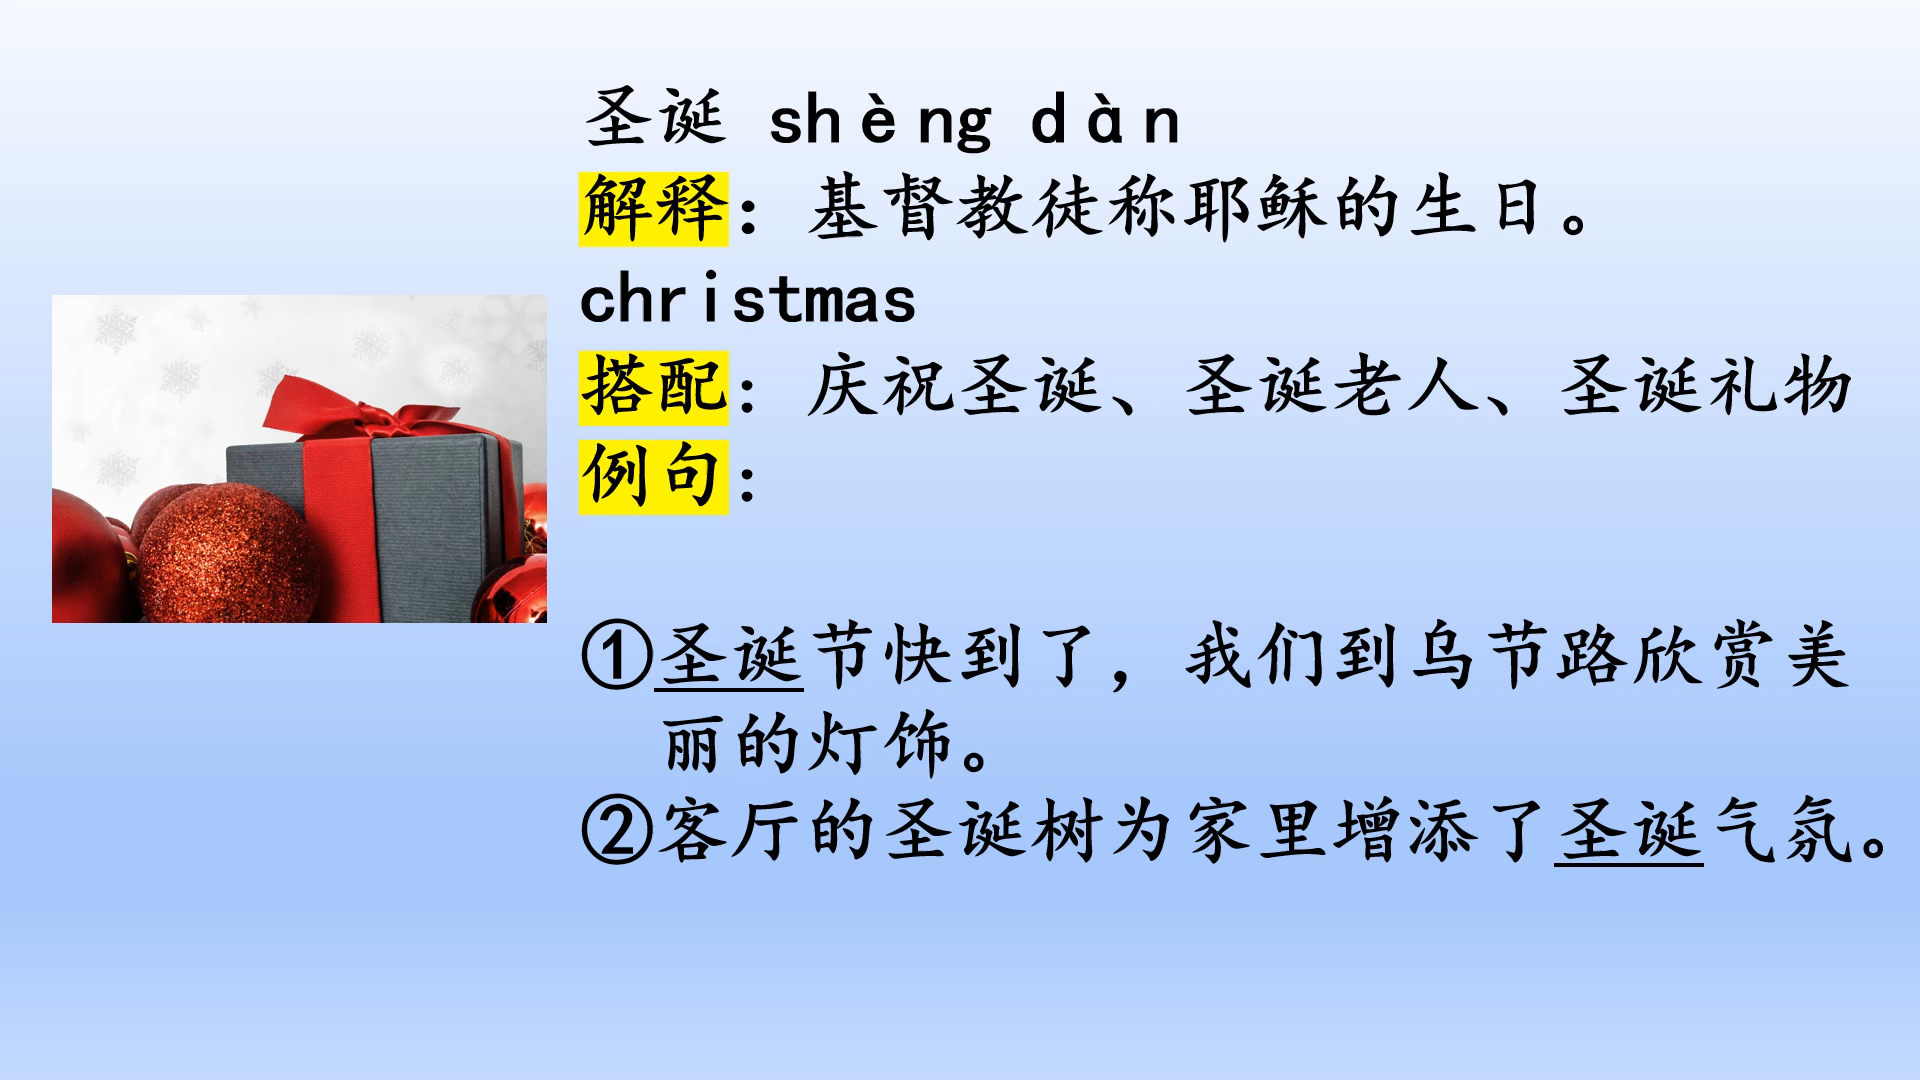 圣诞 shèng dàn
解释：基督教徒称耶稣的生日。
christmas
搭配：庆祝圣诞、圣诞老人、圣诞礼物
例句：
①圣诞节快到了，我们到乌节路欣赏美
丽的灯饰。
②客厅的圣诞树为家里增添了圣诞气氛。